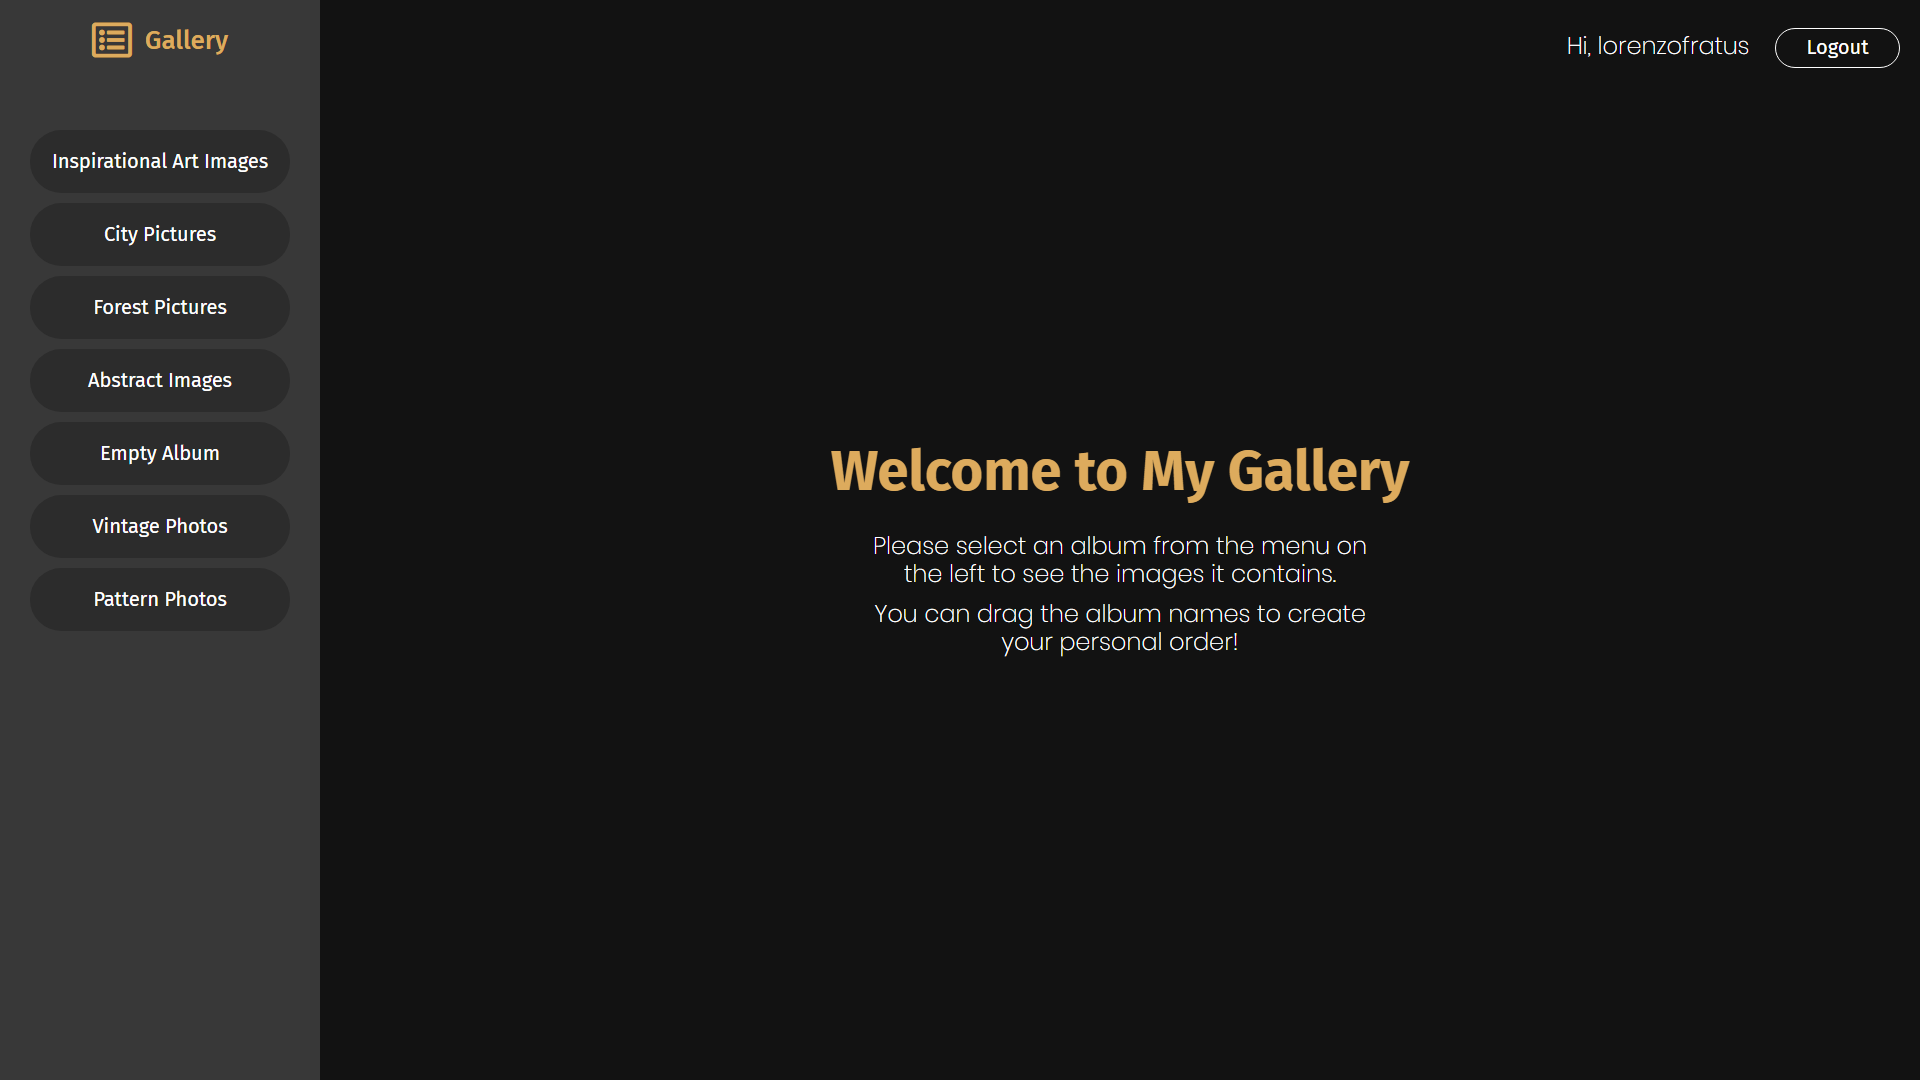 Gallery
Hi, lorenzofratus
Logout
Inspirational Art Images
City Pictures
Forest Pictures
Abstract Images
Empty Album
Vintage Photos
Pattern Photos
Welcome to My Gallery
Please select an album from the menu on
the left to see the images it contains.
You can drag the album names to create
your personal order!